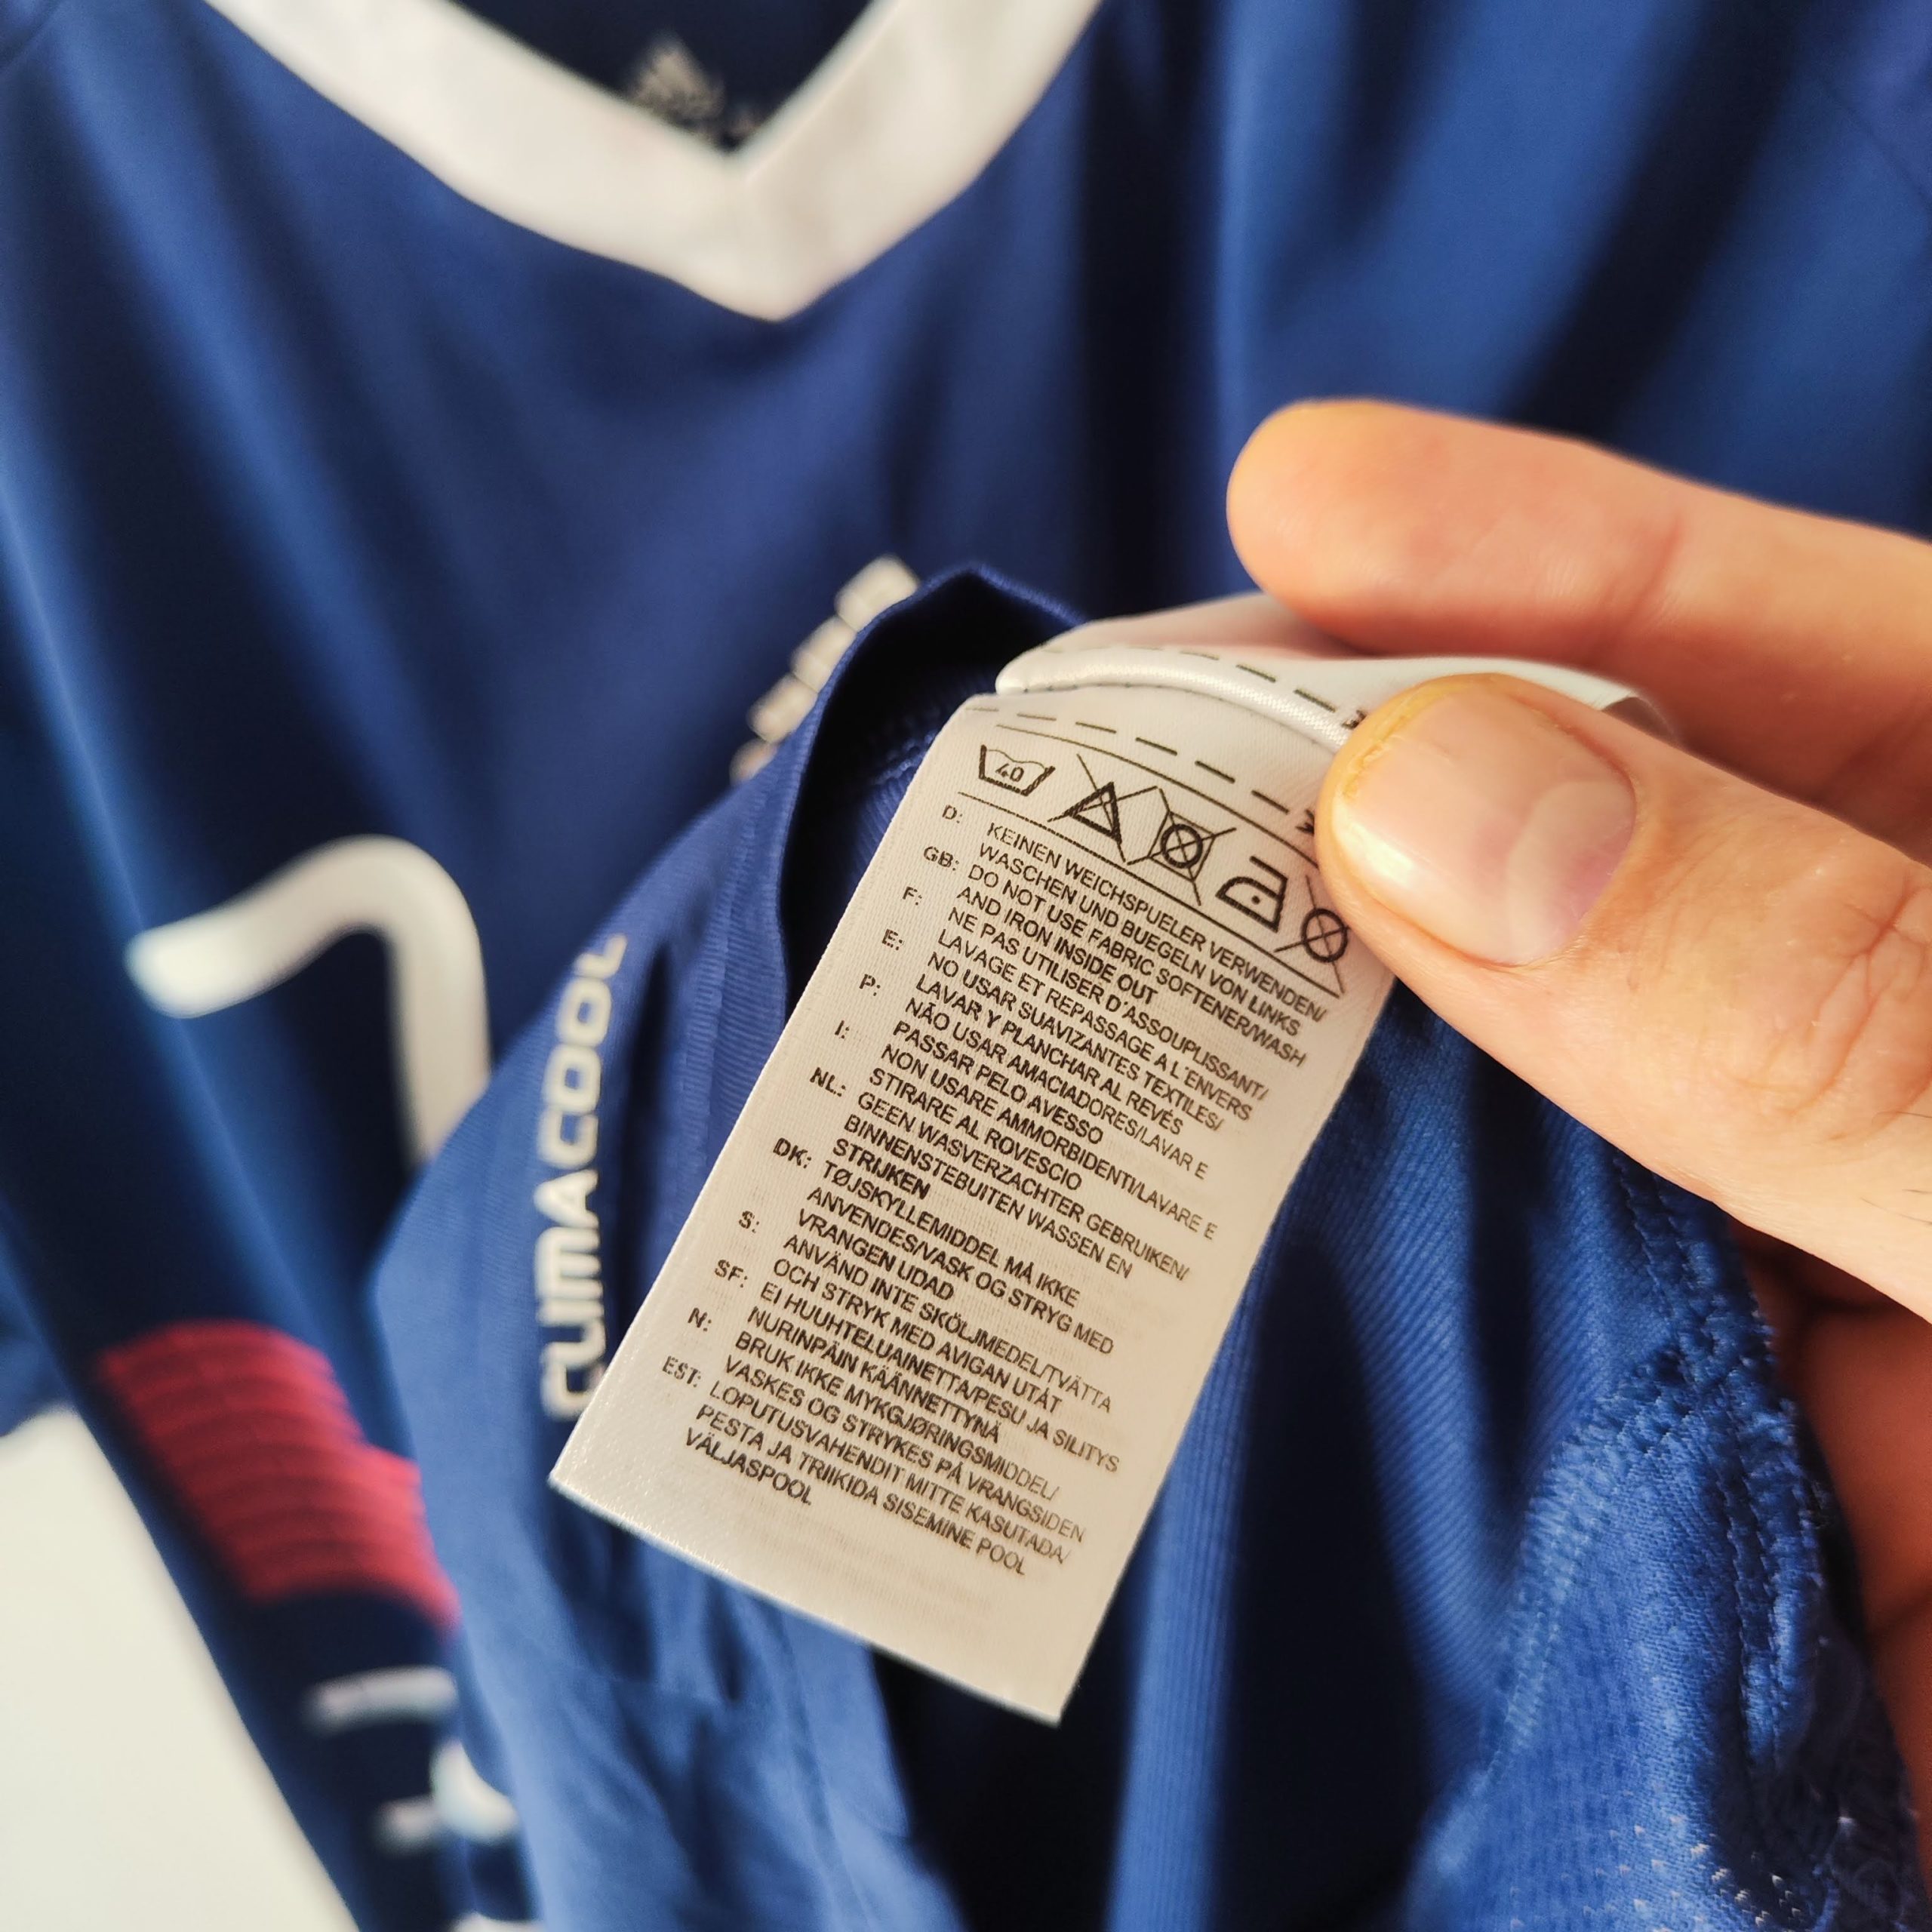 7
CLIMACOOL
40
D: KEINEN WEICHSPUELER VERWENDEN/
WASCHEN UND BUEGELN VON LINKS
GB: DO NOT USE FABRIC SOFTENER/WASH
AND IRON INSIDE OUT
F: NE PAS UTILISER D'ASSOUPLISSANT/
LAVAGE ET REPASSAGE A L'ENVERS
E: NO USAR SUAVIZANTES TEXTILES/
LAVAR Y PLANCHAR AL REVÉS
P: NÃO USAR AMACIADORES/LAVAR E
PASSAR PELO AVESSO
I: NON USARE AMMORBIDENTI/LAVARE E
STIRARE AL ROVESCIO
NL: GEEN WASVERZACHTER GEBRUIKEN/
BINNENSTEBUITEN WASSEN EN
STRIJKEN
DK: TØJSKYLLEMIDDEL MÅ IKKE
ANVENDES/VASK OG STRYG MED
VRANGEN UDAD
S: ANVÄND INTE SKÖLJMEDEL/TVÄTTA
OCH STRYK MED AVIGAN UTÅT
SF: EI HUUHTELUAINETTA/PESU JA SILITYS
NURINPÄIN KÄÄNNETTYNÄ
N: BRUK IKKE MYKGJØRINGSMIDDEL/
VASKES OG STRYKES PÅ VRANGSIDEN
EST: LOPUTUSVAHENDIT MITTE KASUTADA/
PESTA JA TRIIKIDA SISEMINE POOL
VÄLJASPOOL